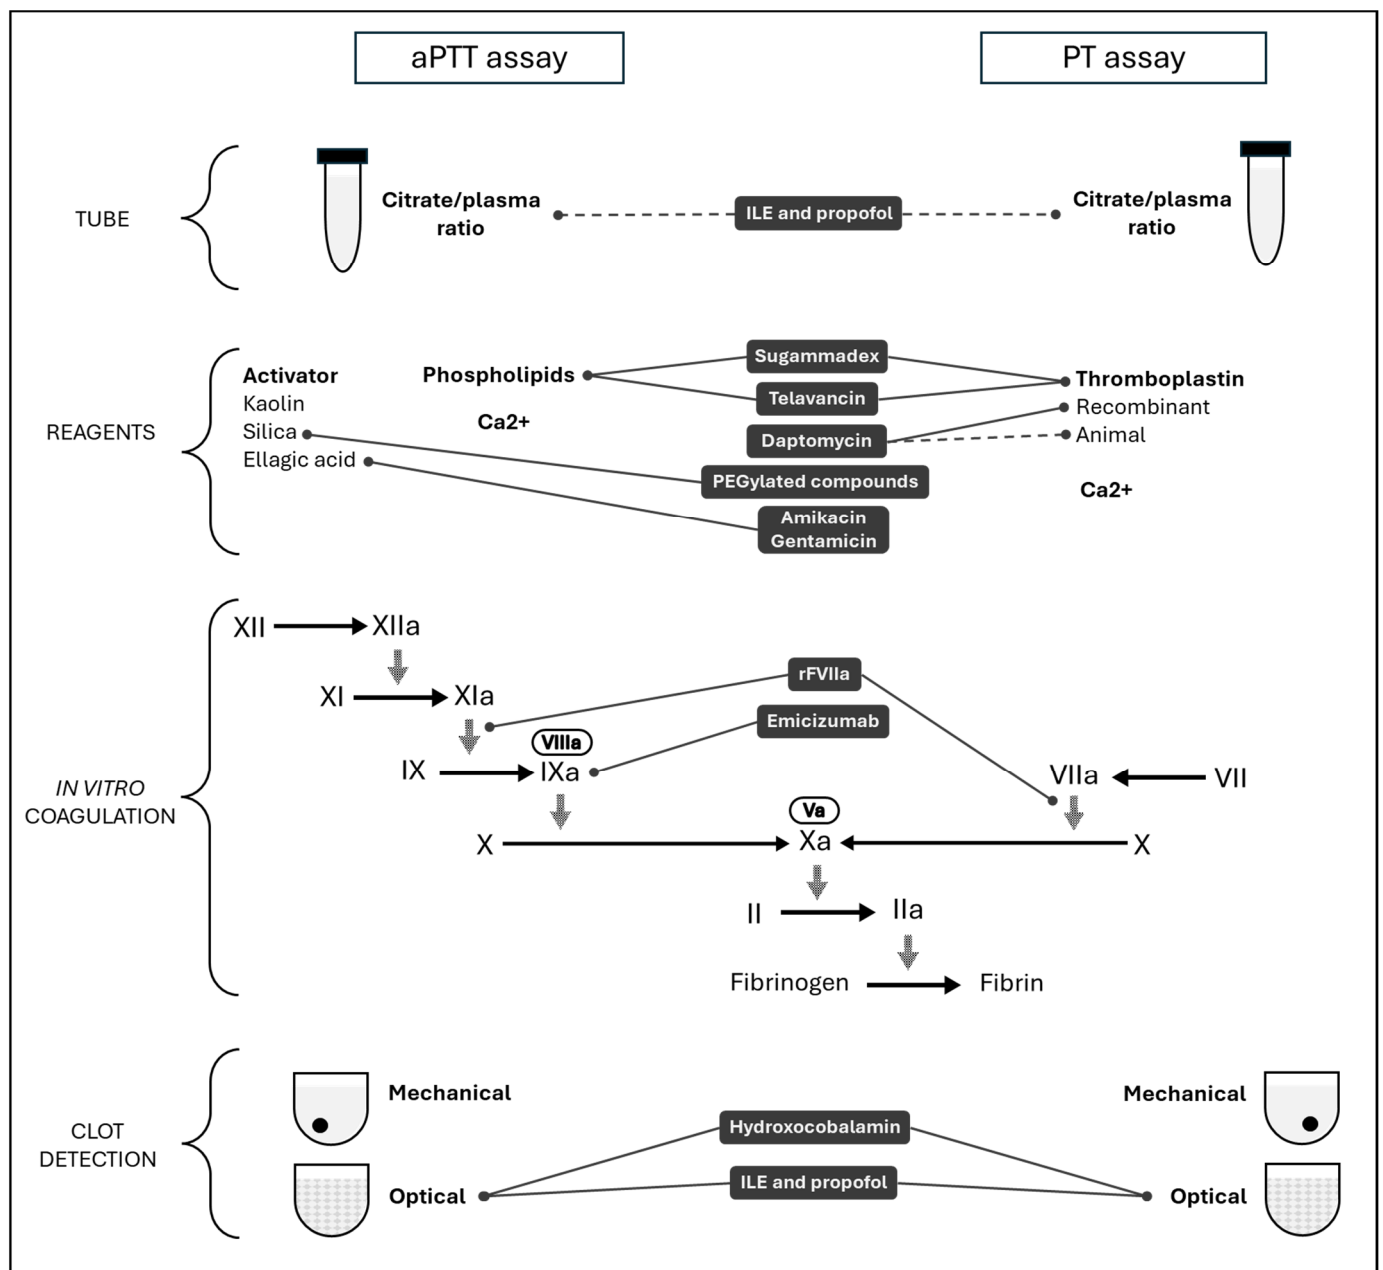 aPTT assay
PT assay
TUBE
Citrate/plasma
ratio
ILE and propofol
Citrate/plasma
ratio
REAGENTS
Activator
Kaolin
Silica
Ellagic acid
Phospholipids
Ca2+
Sugammadex
Telavancin
Daptomycin
PEGylated compounds
Amikacin
Gentamicin
Thromboplastin
Recombinant
Animal
Ca2+
IN VITRO
COAGULATION
XII
XIIa
XI
XIa
rFVIIa
Emicizumab
VIIIa
IX
IXa
VIIa
VII
Va
X
Xa
X
II
IIa
Fibrinogen
Fibrin
CLOT
DETECTION
Mechanical
Optical
Hydroxocobalamin
ILE and propofol
Mechanical
Optical